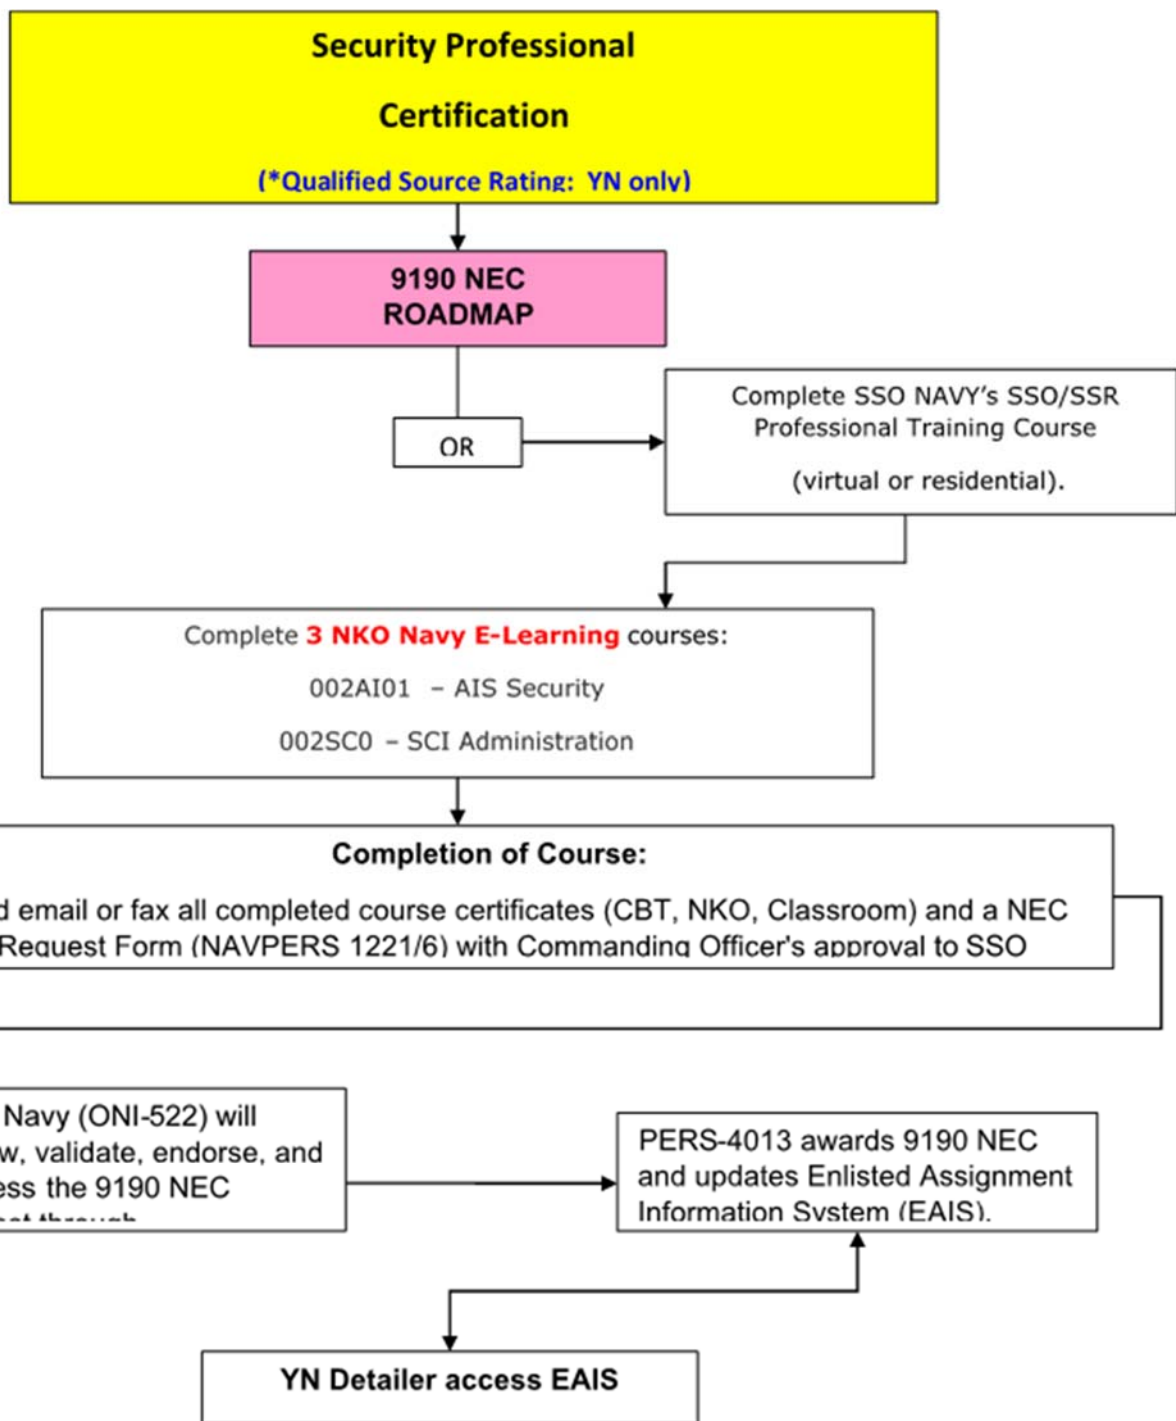 Security Professional
Certification
(*Qualified Source Rating:  YN only)
9190 NEC
ROADMAP
OR
Complete SSO NAVY’s SSO/SSR
Professional Training Course
(virtual or residential).
Complete 3 NKO Navy E-Learning courses:
002AI01  – AIS Security
002SC0 – SCI Administration
Completion of Course:
email or fax all completed course certificates (CBT, NKO, Classroom) and a NEC
Request Form (NAVPERS 1221/6) with Commanding Officer's approval to SSO
Navy (ONI-522) will
validate, endorse, and
the 9190 NEC
through
PERS-4013 awards 9190 NEC
and updates Enlisted Assignment
Information System (EAIS).
YN Detailer access EAIS